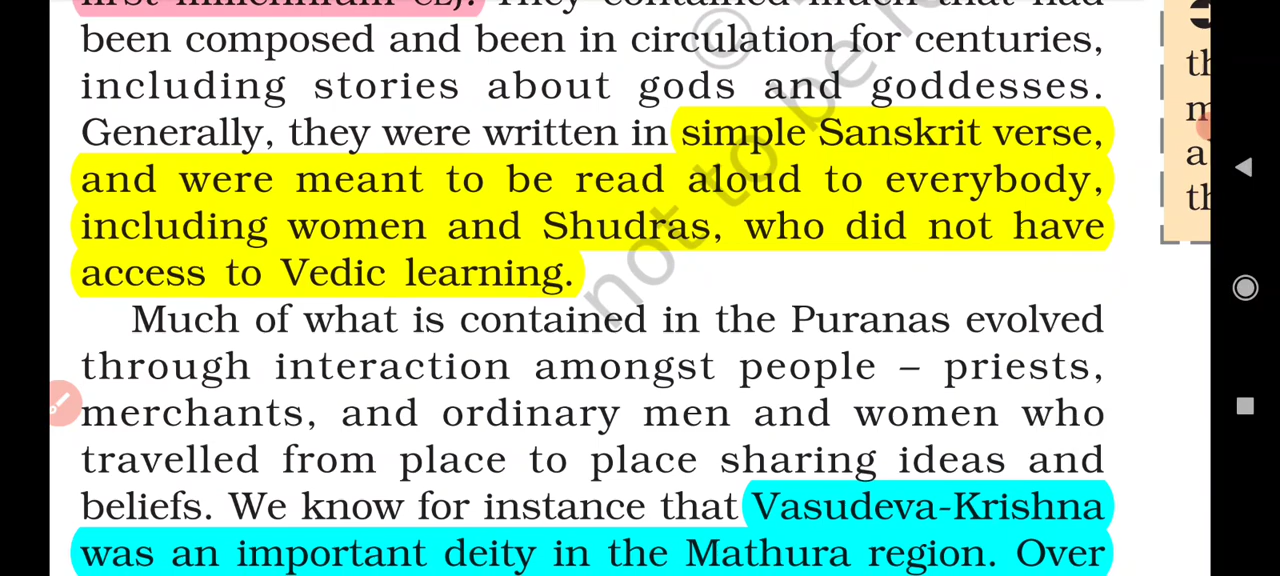 been composed and been in circulation for centuries,
including stories about gods and goddesses.
Generally, they were written in simple Sanskrit verse,
and were meant to be read aloud to everybody,
including women and Shudras, who did not have
access to Vedic learning.
Much of what is contained in the Puranas evolved
through interaction amongst people – priests,
merchants, and ordinary men and women who
travelled from place to place sharing ideas and
beliefs. We know for instance that Vasudeva-Krishna
was an important deity in the Mathura region. Over
© not to be